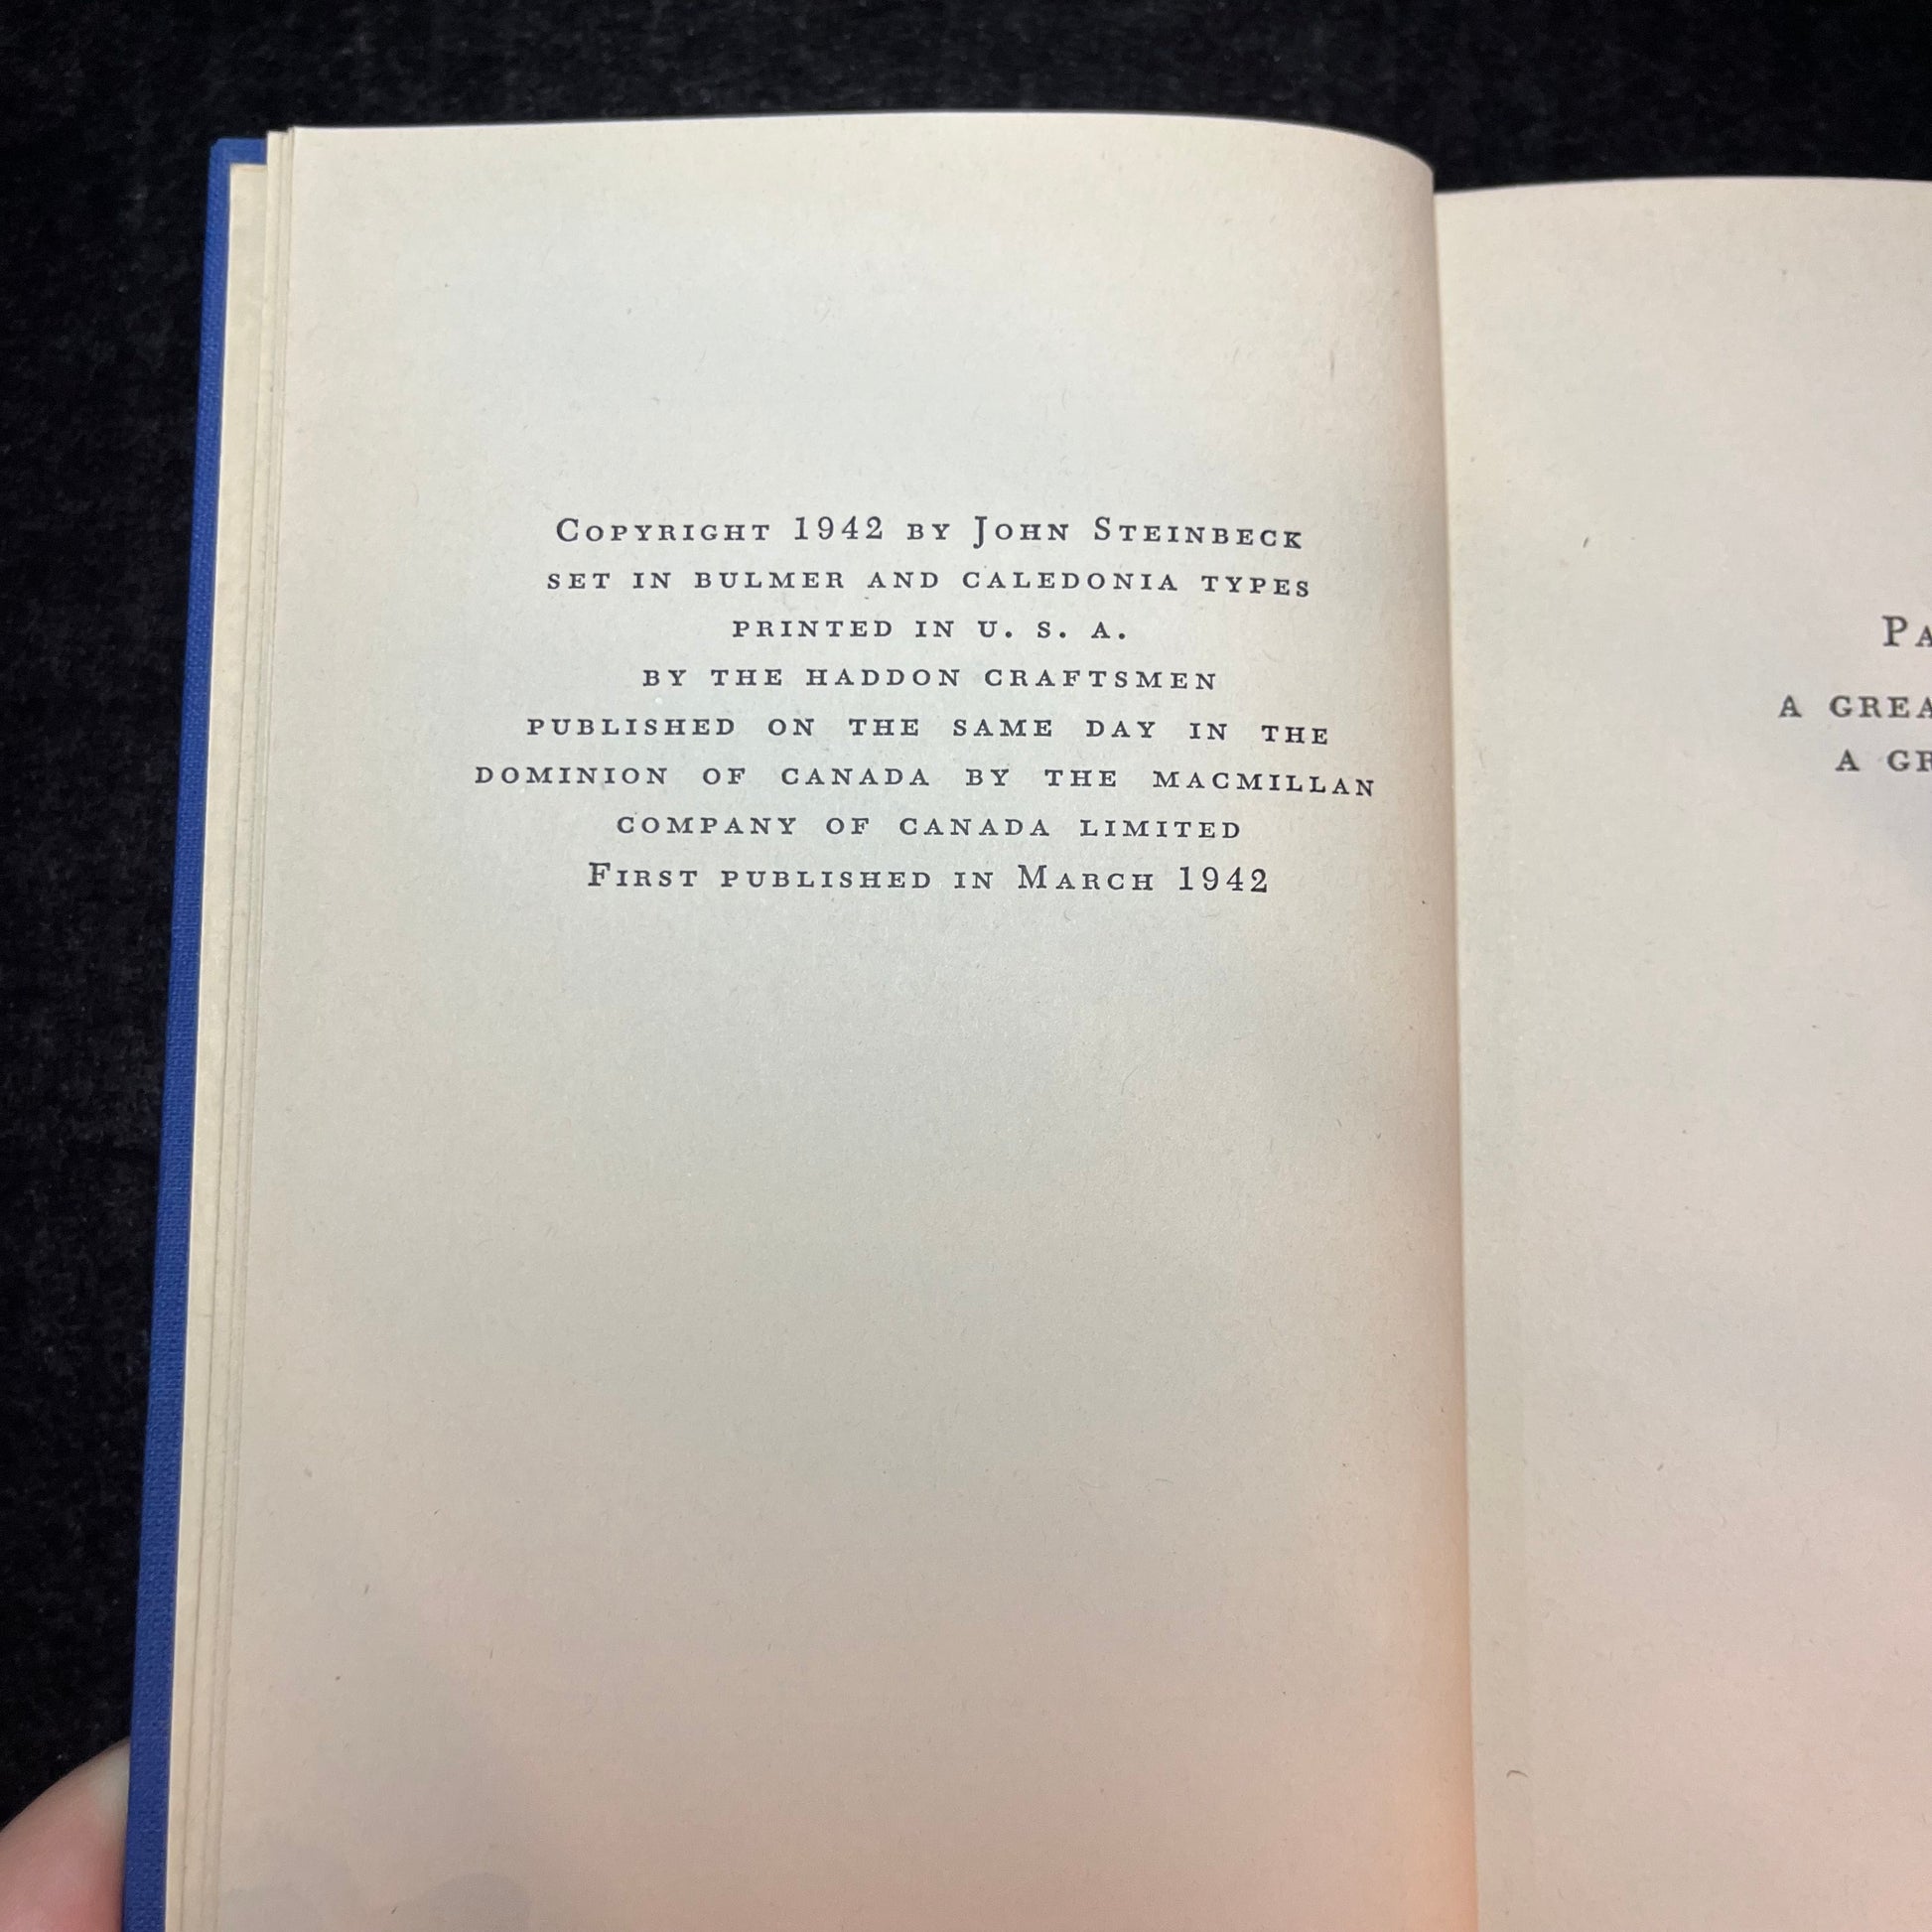 Copyright 1942 by John Steinbeck
set in bulmer and caledonia types
printed in u. s. a.
by the haddon craftsmen
published on the same day in the
dominion of canada by the macmillan
company of canada limited
First published in March 1942
a
a